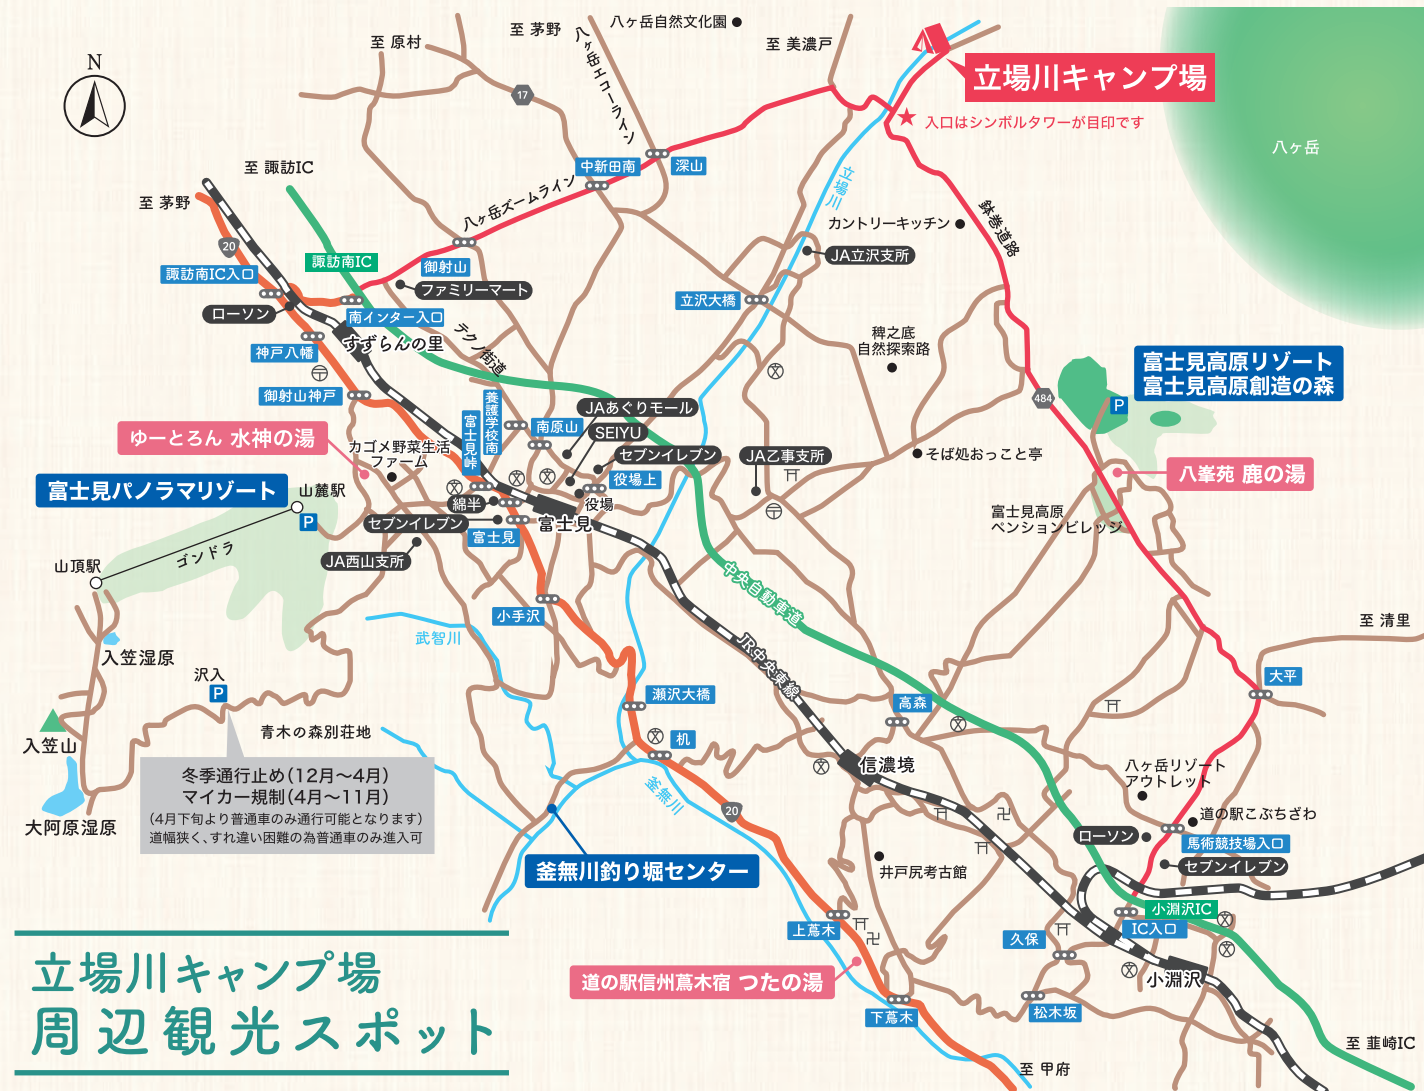 N
至 原村
至 茅野
八ヶ岳エコーライン
八ヶ岳自然文化園
至 美濃戸
立場川キャンプ場
入口はシンボルタワーが目印です
八ヶ岳
17
中新田南
深山
至 諏訪IC
至 茅野
八ヶ岳ズームライン
立場川
カントリーキッチン
鉢巻道路
20
諏訪南IC
諏訪南IC入口
御射山
ファミリーマート
JA立沢支所
立沢大橋
ローソン
南インター入口
すずらんの里
テクノ街道
神戸八幡
御射山神戸
稗之底
自然探索路
富士見高原リゾート
富士見高原創造の森
P
484
養護学校南
富士見峠
南原山
JAあぐりモール
SEIYU
セブンイレブン
役場上
JA乙事支所
そば処おっこと亭
ゆーとろん 水神の湯
カゴメ野菜生活
ファーム
八峯苑 鹿の湯
富士見パノラマリゾート
山麓駅
P
綿半
役場
富士見
セブンイレブン
富士見
富士見高原
ペンションビレッジ
ゴンドラ
山頂駅
JA西山支所
中央自動車道
小手沢
武智川
JR中央東線
至 清里
入笠湿原
沢入
P
瀬沢大橋
高森
大平
入笠山
青木の森別荘地
机
信濃境
釜無川
八ヶ岳リゾート
アウトレット
冬季通行止め(12月〜4月)
マイカー規制(4月〜11月)
(4月下旬より普通車のみ通行可能となります)
道幅狭く、すれ違い困難の為普通車のみ進入可
大阿原湿原
20
道の駅こぶちざわ
ローソン
馬術競技場入口
セブンイレブン
釜無川釣り堀センター
井戸尻考古館
小淵沢IC
IC入口
上蔦木
久保
小淵沢
道の駅信州蔦木宿 つたの湯
下蔦木
松木坂
至 韮崎IC
至 甲府
立場川キャンプ場
周辺観光スポット